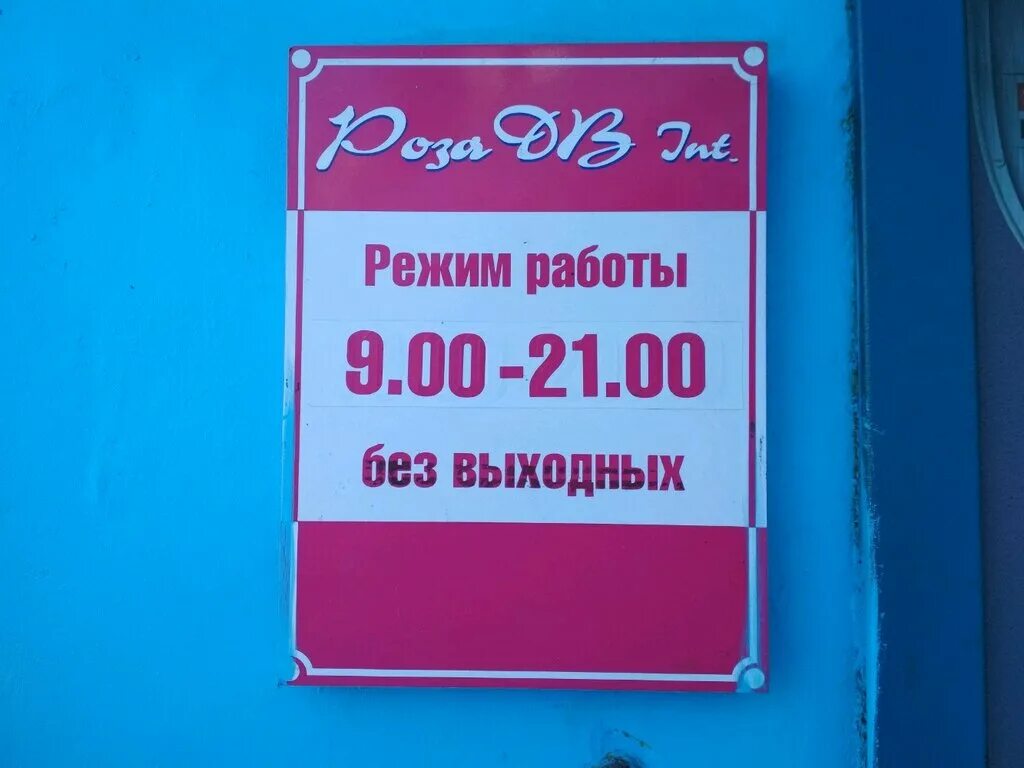 Роза ДВ Int.
Режим работы
9.00-21.00
без выходных